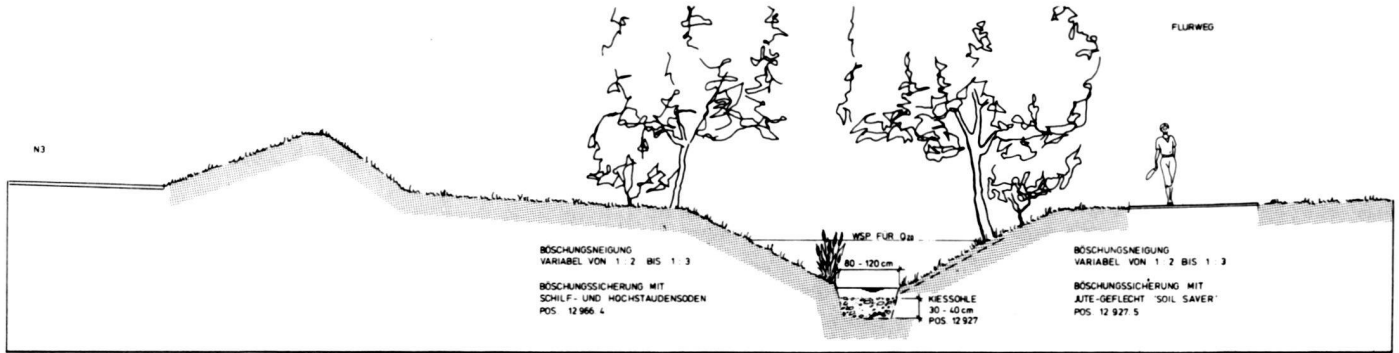 FLURWEG
N3
WSP. FÜR Q₂₀
80 - 120 cm
BÖSCHUNGSNEIGUNG
VARIABEL VON 1 : 2 BIS 1 : 3
BÖSCHUNGSSICHERUNG MIT
SCHILF- UND HOCHSTAUDENSODEN
POS. 12 966. 4
KIESSOHLE
30 - 40 cm
POS. 12 927
BÖSCHUNGSNEIGUNG
VARIABEL VON 1 : 2 BIS 1 : 3
BÖSCHUNGSSICHERUNG MIT
JUTE-GEFLECHT "SOIL SAVER"
POS. 12 927. 5